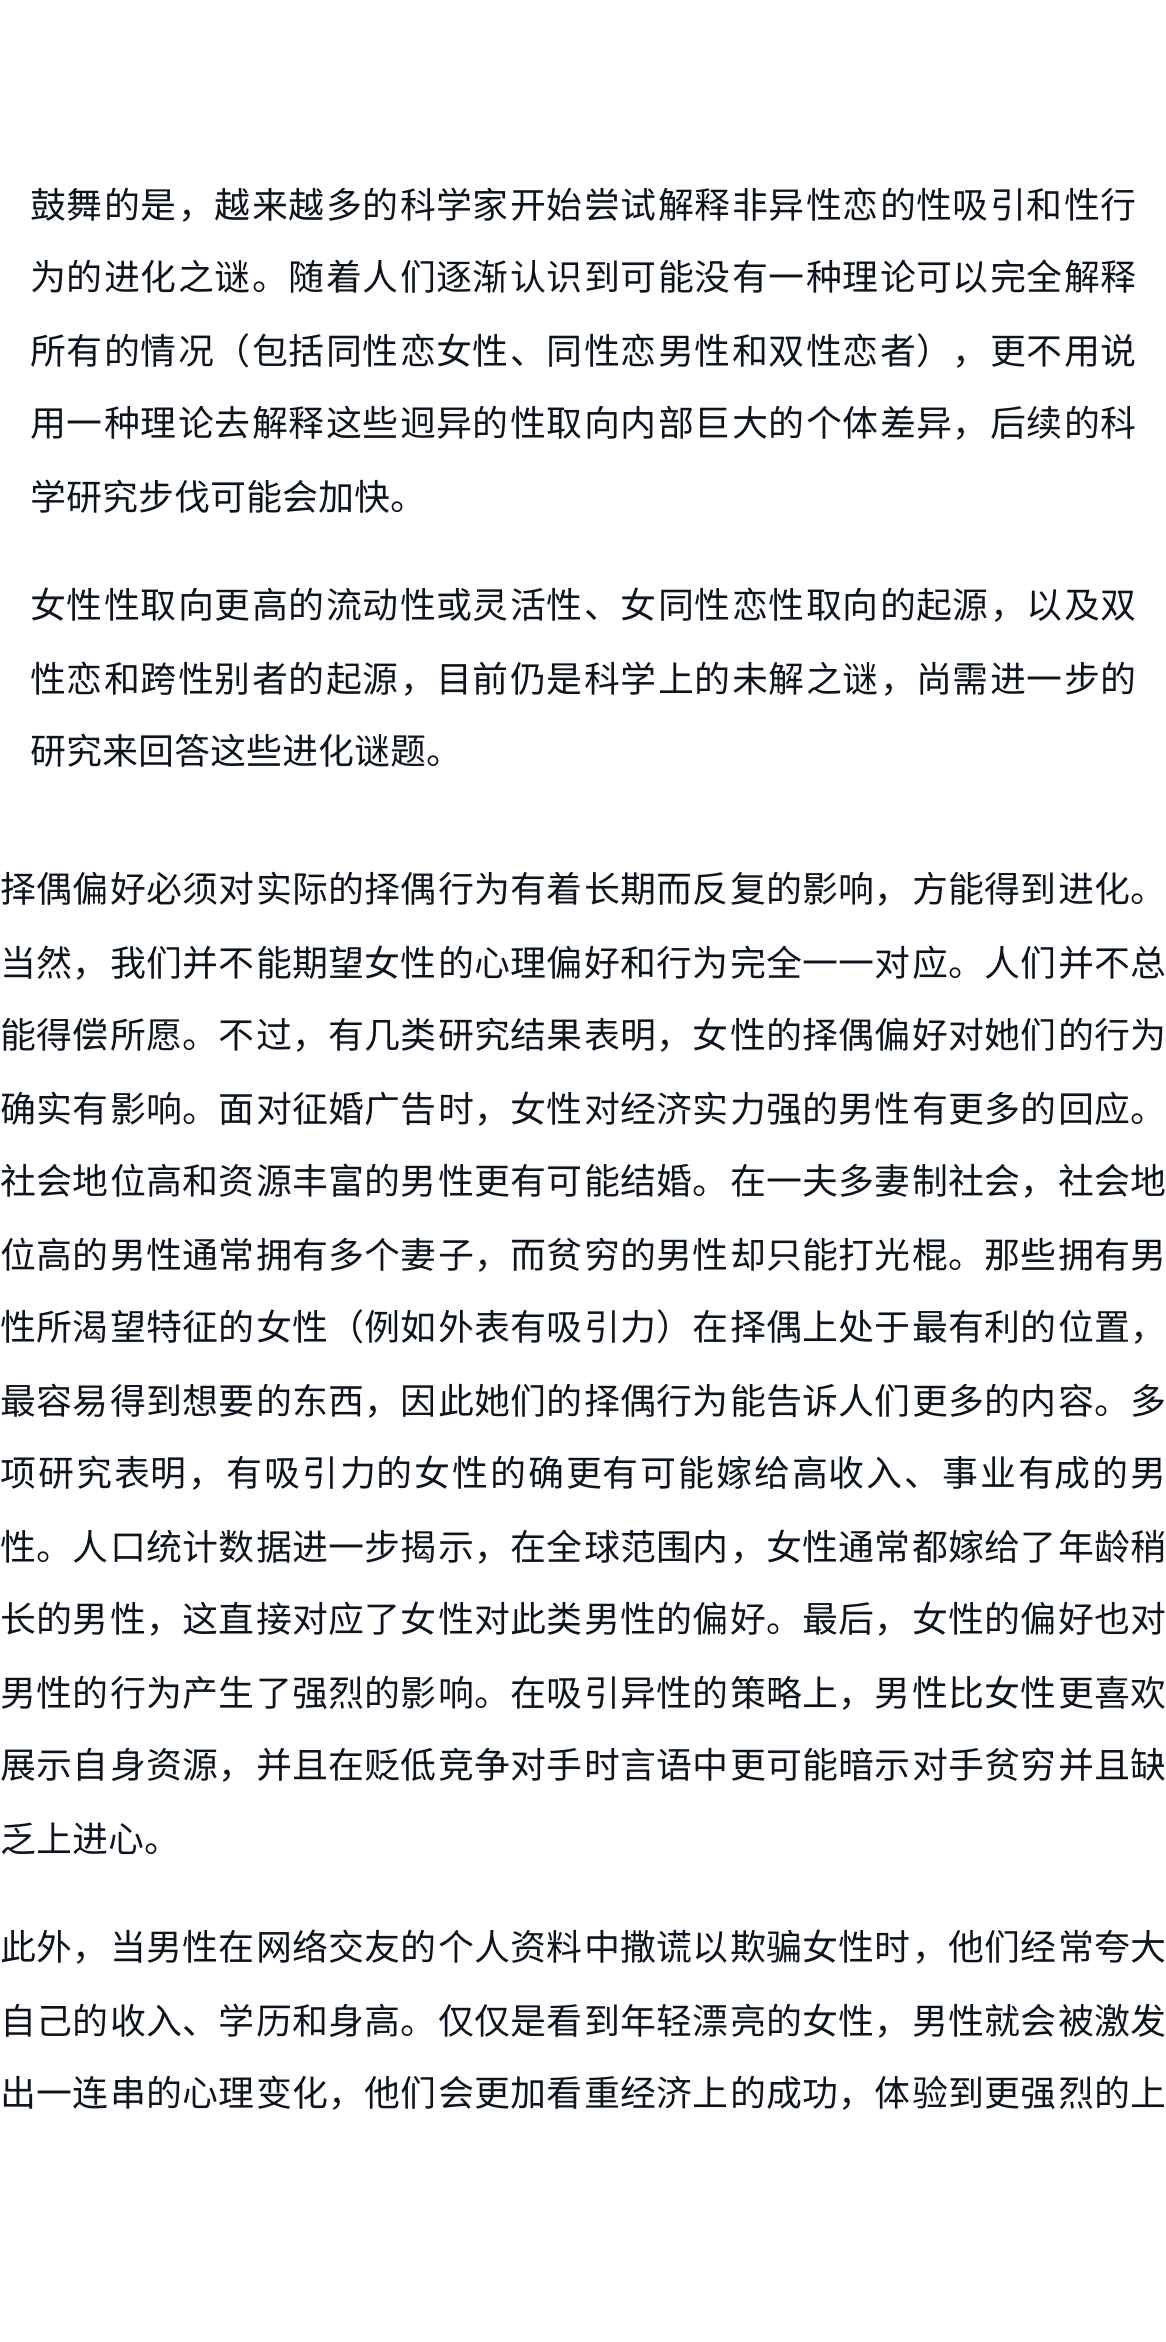 鼓舞的是，越来越多的科学家开始尝试解释非异性恋的性吸引和性行
为的进化之谜。随着人们逐渐认识到可能没有一种理论可以完全解释
所有的情况（包括同性恋女性、同性恋男性和双性恋者），更不用说
用一种理论去解释这些迥异的性取向内部巨大的个体差异，后续的科
学研究步伐可能会加快。
女性性取向更高的流动性或灵活性、女同性恋性取向的起源，以及双
性恋和跨性别者的起源，目前仍是科学上的未解之谜，尚需进一步的
研究来回答这些进化谜题。
择偶偏好必须对实际的择偶行为有着长期而反复的影响，方能得到进化。
当然，我们并不能期望女性的心理偏好和行为完全一一对应。人们并不总
能得偿所愿。不过，有几类研究结果表明，女性的择偶偏好对她们的行为
确实有影响。面对征婚广告时，女性对经济实力强的男性有更多的回应。
社会地位高和资源丰富的男性更有可能结婚。在一夫多妻制社会，社会地
位高的男性通常拥有多个妻子，而贫穷的男性却只能打光棍。那些拥有男
性所渴望特征的女性（例如外表有吸引力）在择偶上处于最有利的位置，
最容易得到想要的东西，因此她们的择偶行为能告诉人们更多的内容。多
项研究表明，有吸引力的女性的确更有可能嫁给高收入、事业有成的男
性。人口统计数据进一步揭示，在全球范围内，女性通常都嫁给了年龄稍
长的男性，这直接对应了女性对此类男性的偏好。最后，女性的偏好也对
男性的行为产生了强烈的影响。在吸引异性的策略上，男性比女性更喜欢
展示自身资源，并且在贬低竞争对手时言语中更可能暗示对手贫穷并且缺
乏上进心。
此外，当男性在网络交友的个人资料中撒谎以欺骗女性时，他们经常夸大
自己的收入、学历和身高。仅仅是看到年轻漂亮的女性，男性就会被激发
出一连串的心理变化，他们会更加看重经济上的成功，体验到更强烈的上